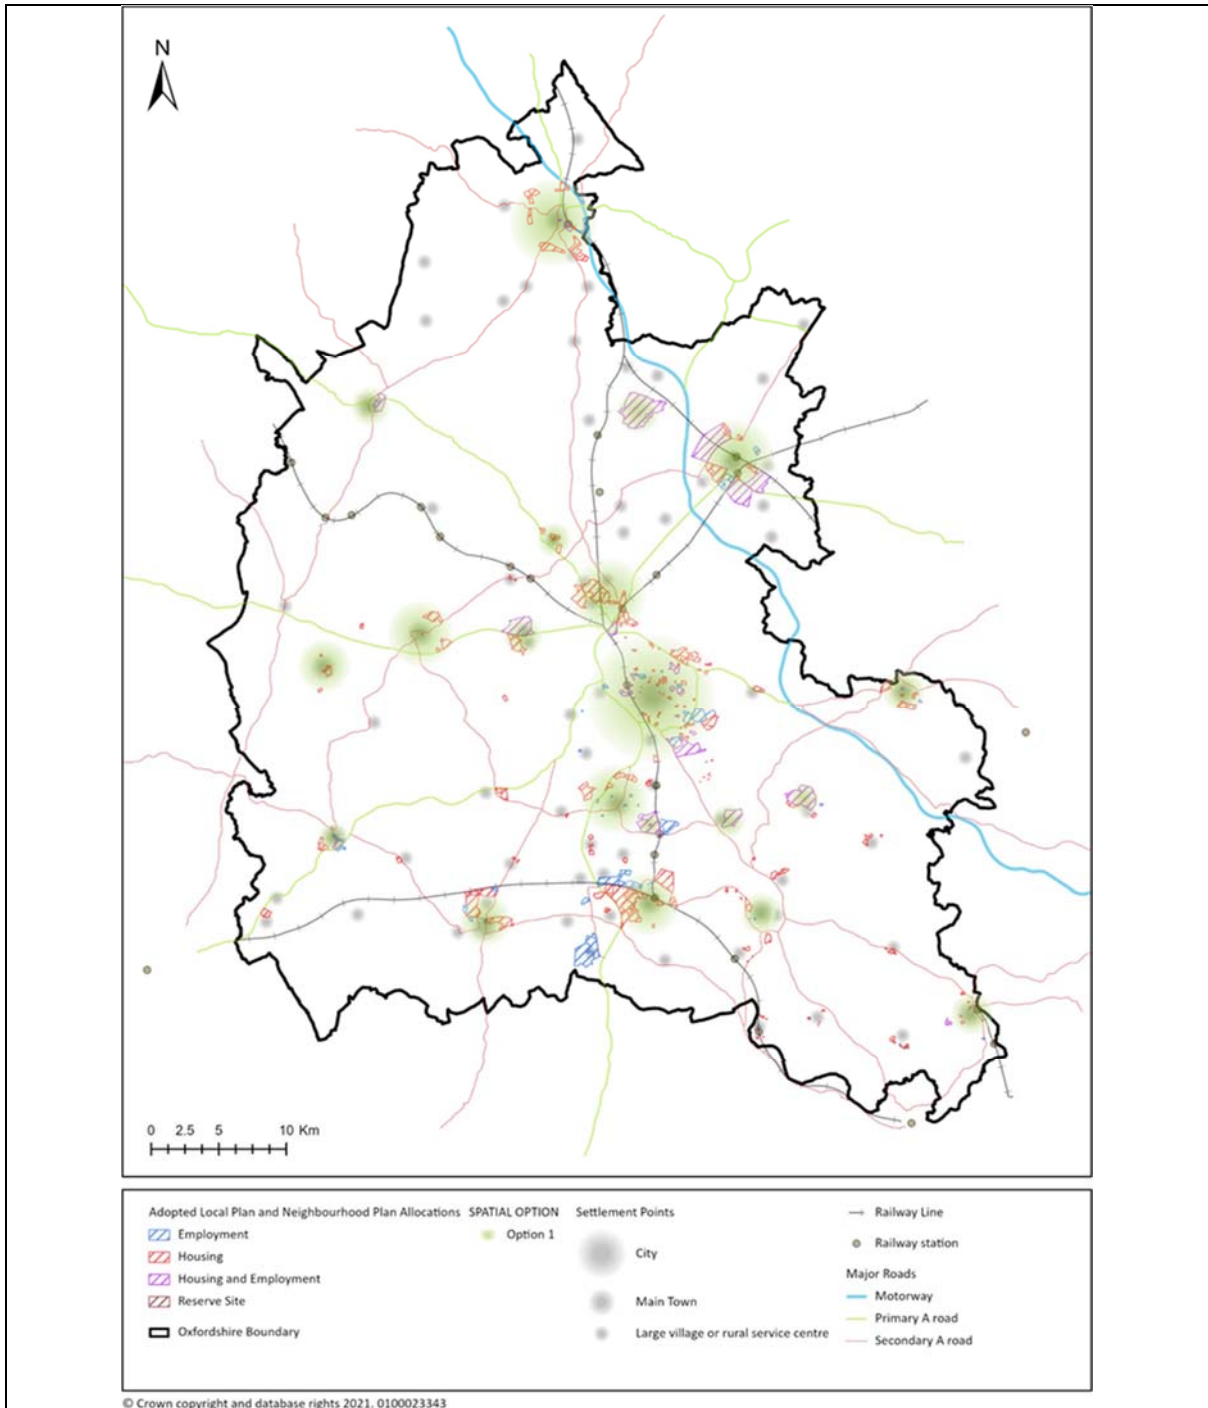 N
0 2.5 5 10 Km
Adopted Local Plan and Neighbourhood Plan Allocations
Employment
Housing
Housing and Employment
Reserve Site
Oxfordshire Boundary
SPATIAL OPTION
Option 1
Settlement Points
City
Main Town
Large village or rural service centre
Railway Line
Railway station
Major Roads
Motorway
Primary A road
Secondary A road
© Crown copyright and database rights 2021, 0100023343